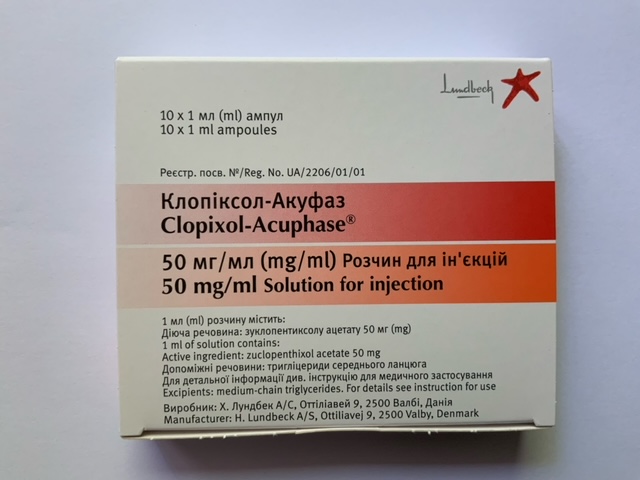 Lundbeck
10 x 1 мл (ml) ампул
10 x 1 ml ampoules
Реєстр. посв. №/Reg. No. UA/2206/01/01
Клопіксол-Акуфаз
Clopixol-Acuphase®
50 мг/мл (mg/ml) Розчин для ін'єкцій
50 mg/ml Solution for injection
1 мл (ml) розчину містить:
Діюча речовина: зуклопентиксолу ацетату 50 мг (mg)
1 ml of solution contains:
Active ingredient: zuclopenthixol acetate 50 mg
Допоміжні речовини: тригліцериди середнього ланцюга
Для детальної інформації див. інструкцію для медичного застосування
Excipients: medium-chain triglycerides. For details see instruction for use
Виробник: Х. Лундбек А/С, Оттіліавей 9, 2500 Валбі, Данія
Manufacturer: H. Lundbeck A/S, Ottiliavej 9, 2500 Valby, Denmark